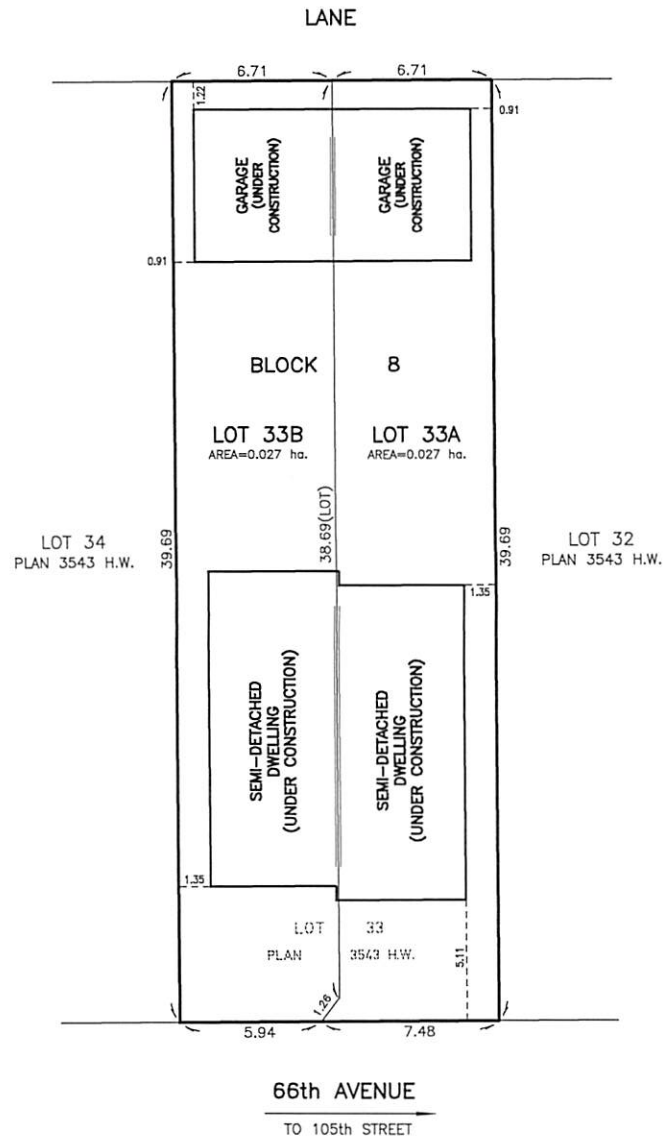 LANE
6.71 6.71
1.22
0.91
GARAGE
(UNDER
CONSTRUCTION)
GARAGE
(UNDER
CONSTRUCTION)
0.91
BLOCK 8
LOT 33B
AREA=0.027 ha.
LOT 33A
AREA=0.027 ha.
LOT 34
PLAN 3543 H.W.
39.69
38.69(LOT)
39.69
LOT 32
PLAN 3543 H.W.
1.35
SEMI-DETACHED
DWELLING
(UNDER CONSTRUCTION)
SEMI-DETACHED
DWELLING
(UNDER CONSTRUCTION)
1.35
LOT 33
PLAN 3543 H.W.
5.11
1.26
5.94 7.48
66th AVENUE
TO 105th STREET